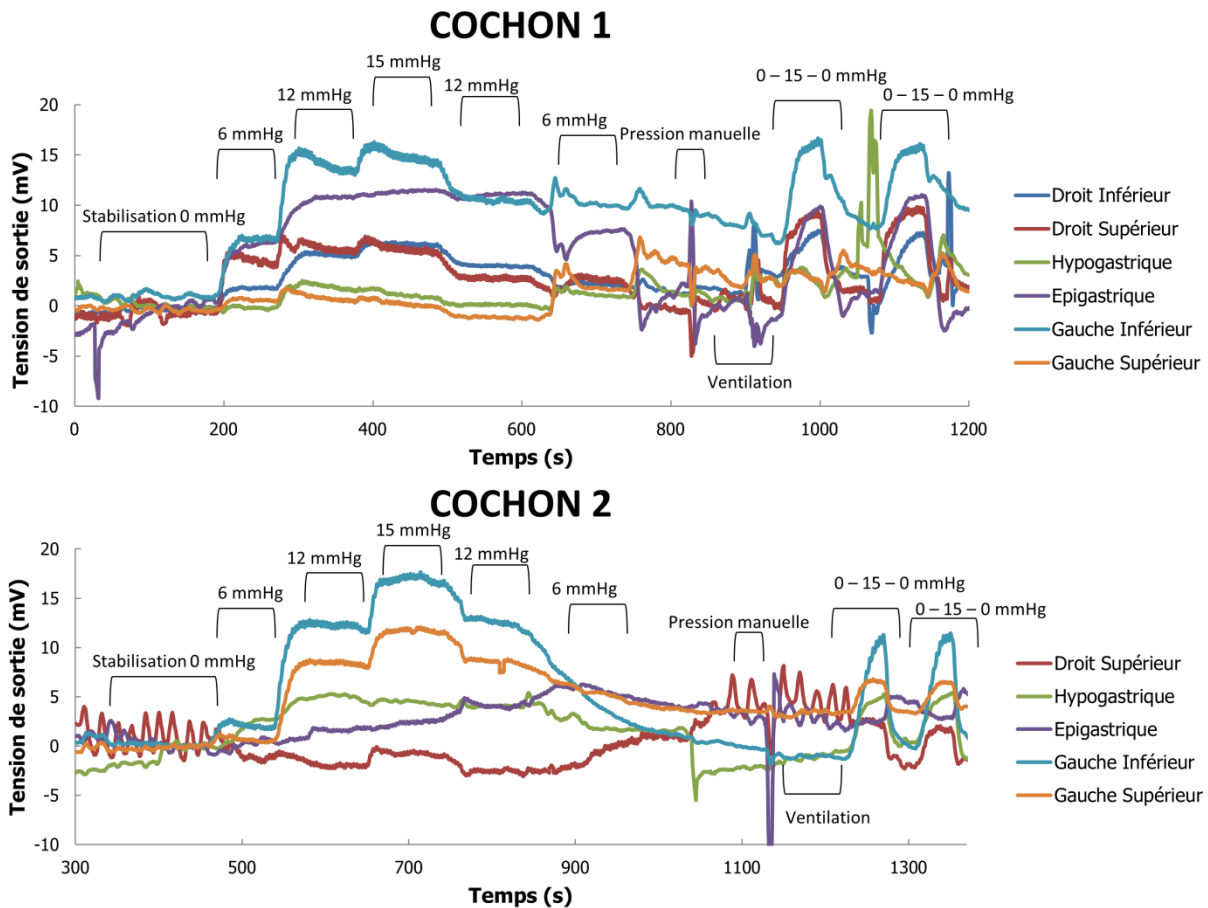 COCHON 1
15 mmHg
12 mmHg
12 mmHg
0 – 15 – 0 mmHg
0 – 15 – 0 mmHg
6 mmHg
6 mmHg
Pression manuelle
Stabilisation 0 mmHg
Ventilation
20
15
10
5
0
-5
-10
Tension de sortie (mV)
0
200
400
600
800
1000
1200
Temps (s)
Droit Inférieur
Droit Supérieur
Hypogastrique
Epigastrique
Gauche Inférieur
Gauche Supérieur
COCHON 2
15 mmHg
12 mmHg
12 mmHg
6 mmHg
6 mmHg
0 – 15 – 0 mmHg
0 – 15 – 0 mmHg
Pression manuelle
Stabilisation 0 mmHg
Ventilation
20
15
10
5
0
-5
-10
Tension de sortie (mV)
300
500
700
900
1100
1300
Temps (s)
Droit Supérieur
Hypogastrique
Epigastrique
Gauche Inférieur
Gauche Supérieur